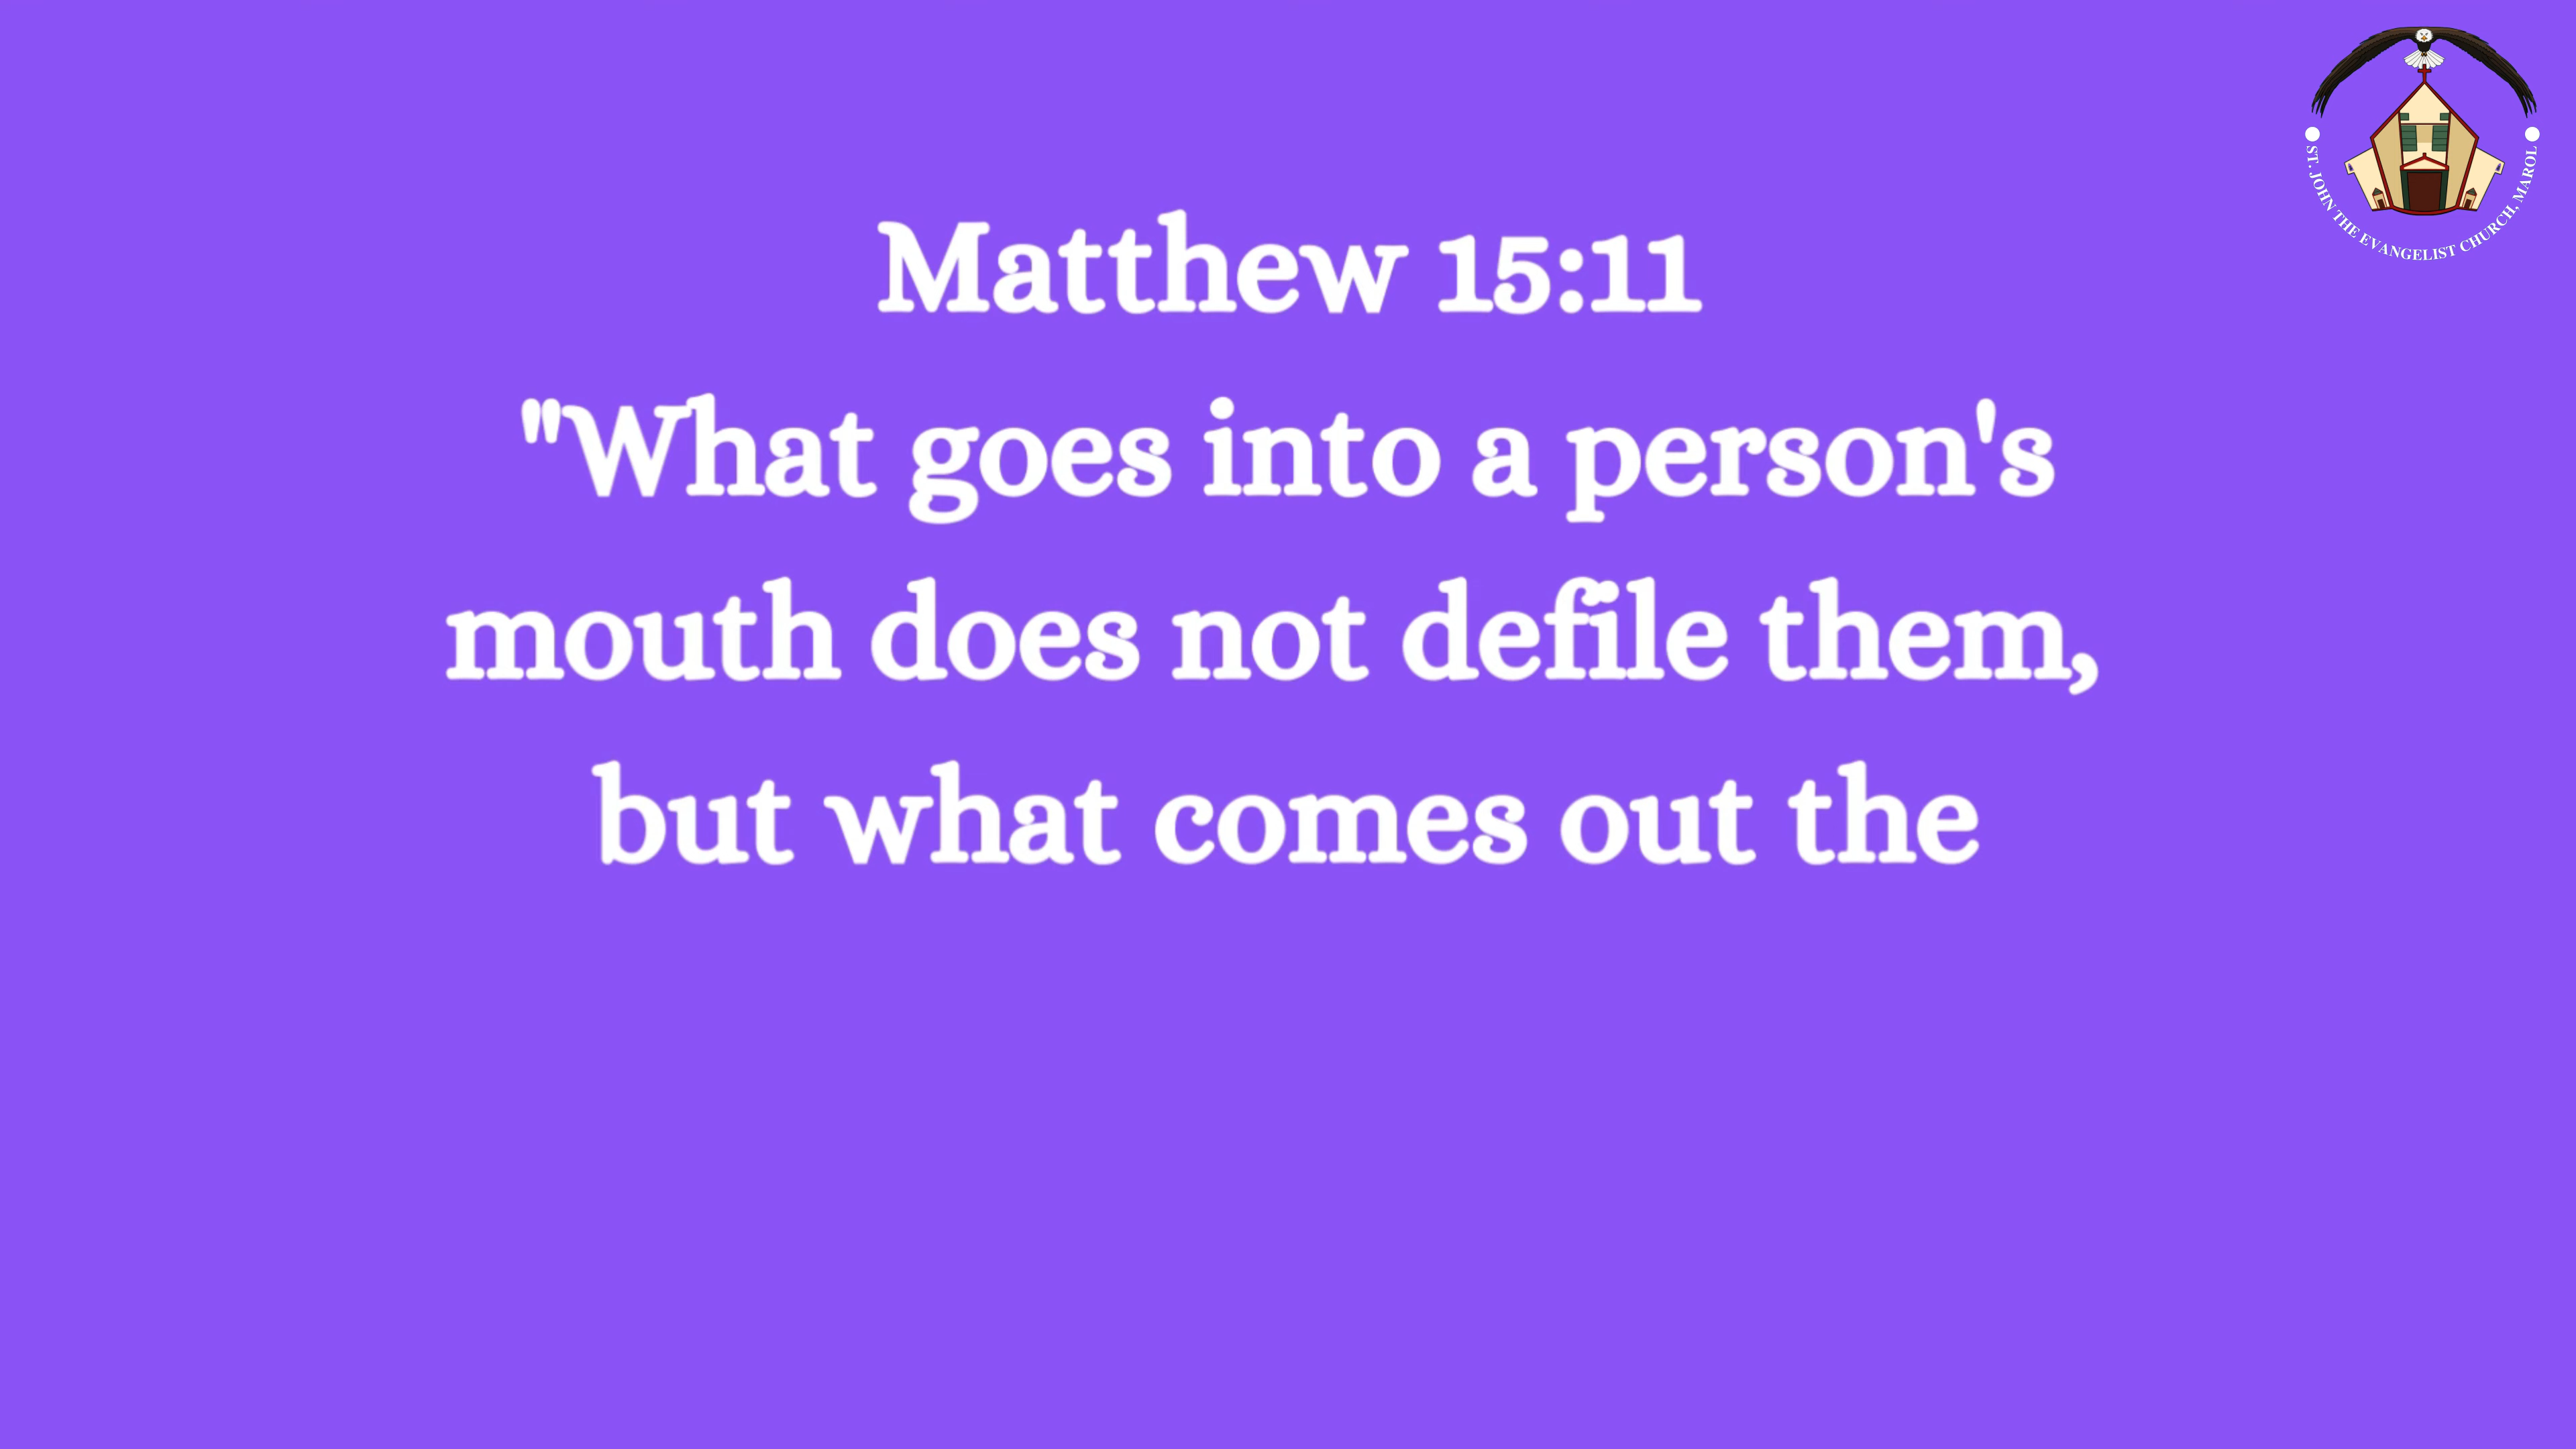 Matthew 15:11
"What goes into a person's
mouth does not defile them,
but what comes out the
ST. JOHN THE EVANGELIST CHURCH, MAROL